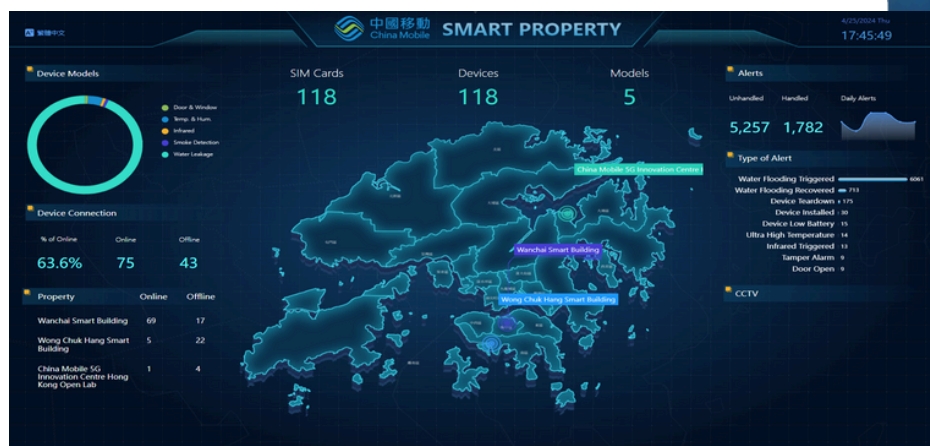 繁體中文
中國移動
China Mobile
SMART PROPERTY
4/25/2024 Thu
17:45:49
Device Models
Door & Window
Temp. & Hum.
Infrared
Smoke Detection
Water Leakage
SIM Cards
118
Devices
118
Models
5
Alerts
Unhandled Handled Daily Alerts
5,257 1,782
Type of Alert
Water Flooding Triggered 6061
Water Flooding Recovered 713
Device Teardown 175
Device Installed 30
Device Low Battery 15
Ultra High Temperature 14
Infrared Triggered 13
Tamper Alarm 9
Door Open 9
CCTV
Device Connection
% of Online Online Offline
63.6% 75 43
Property Online Offline
Wanchai Smart Building 69 17
Wong Chuk Hang Smart 5 22
Building
China Mobile 5G 1 4
Innovation Centre Hong
Kong Open Lab
China Mobile 5G Innovation Centre
Wanchai Smart Building
Wong Chuk Hang Smart Building